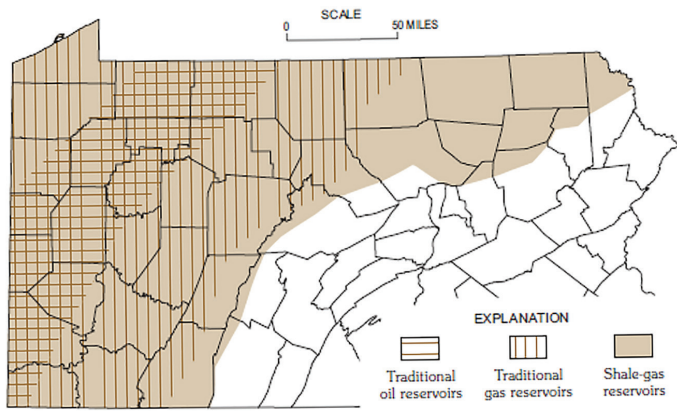 SCALE
0 50 MILES
EXPLANATION
Traditional oil reservoirs
Traditional gas reservoirs
Shale-gas reservoirs